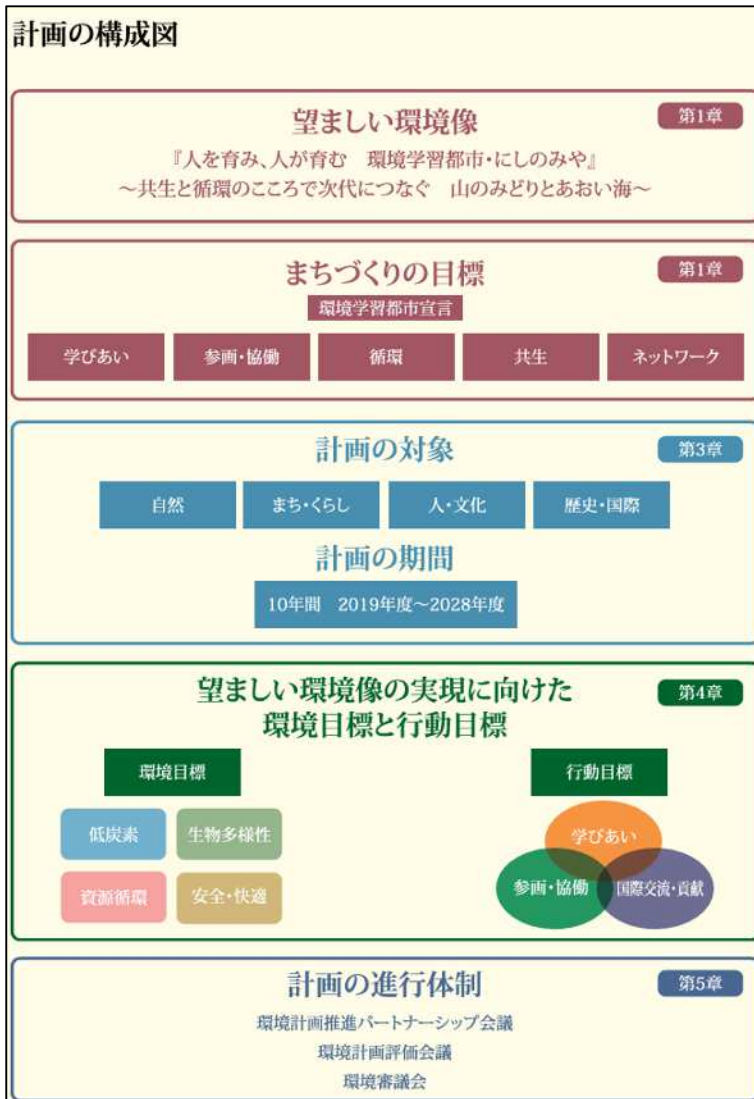 計画の構成図
望ましい環境像
第1章
『人を育み、人が育む　環境学習都市・にしのみや』
～共生と循環のこころで次代につなぐ　山のみどりとあおい海～
まちづくりの目標
第1章
環境学習都市宣言
学びあい
参画・協働
循環
共生
ネットワーク
計画の対象
第3章
自然
まち・くらし
人・文化
歴史・国際
計画の期間
10年間　2019年度～2028年度
望ましい環境像の実現に向けた
環境目標と行動目標
第4章
環境目標
低炭素
生物多様性
資源循環
安全・快適
行動目標
学びあい
参画・協働
国際交流・貢献
計画の進行体制
第5章
環境計画推進パートナーシップ会議
環境計画評価会議
環境審議会